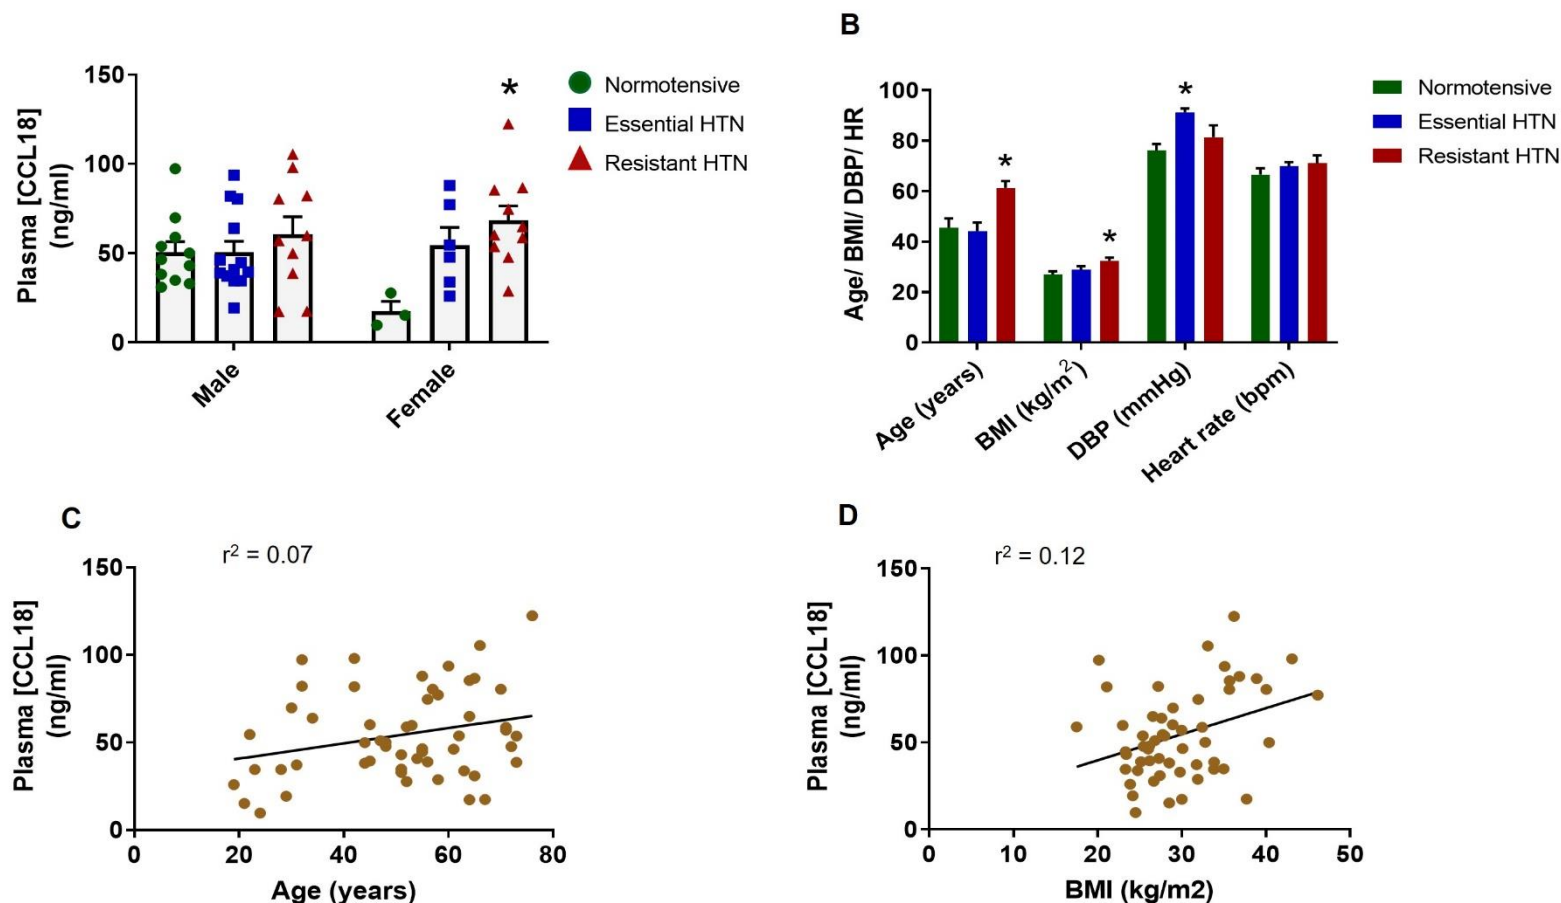 B
150
100
50
0
Plasma [CCL18]
(ng/ml)
*
Normotensive
Essential HTN
Resistant HTN
Male
Female
100
80
60
40
20
0
Age/ BMI/ DBP/ HR
*
*
*
Normotensive
Essential HTN
Resistant HTN
Age (years)
BMI (kg/m²)
DBP (mmHg)
Heart rate (bpm)
C
r² = 0.07
150
100
50
0
Plasma [CCL18]
(ng/ml)
0 20 40 60 80
Age (years)
D
r² = 0.12
150
100
50
0
Plasma [CCL18]
(ng/ml)
0 10 20 30 40 50
BMI (kg/m2)